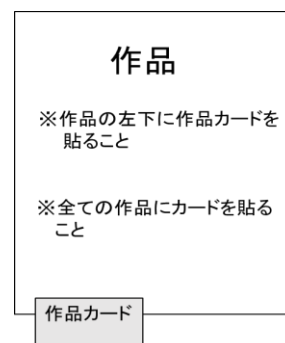 作品
※作品の左下に作品カードを
貼ること
※全ての作品にカードを貼る
こと
作品カード